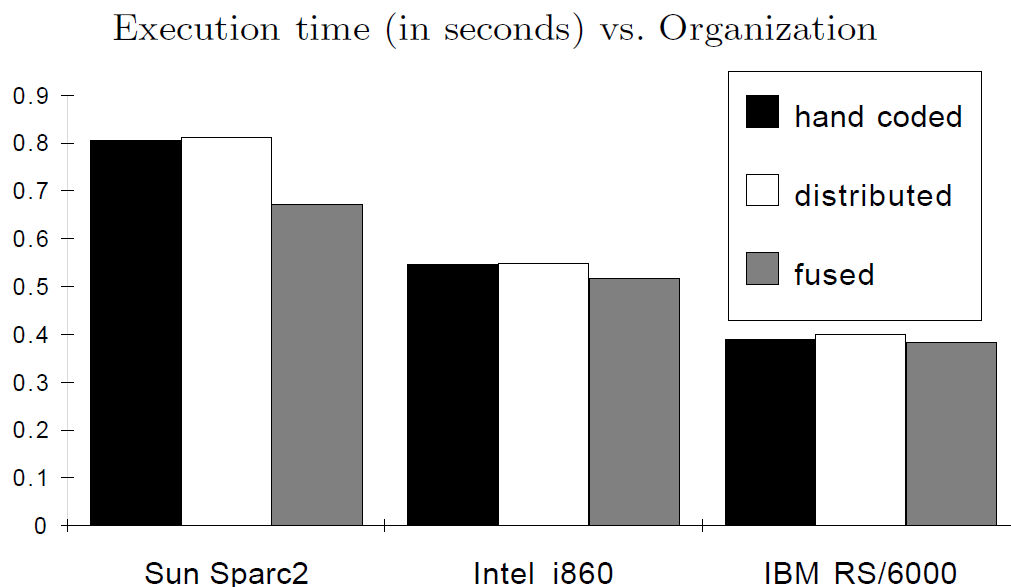 Execution time (in seconds) vs. Organization
0.9
0.8
0.7
0.6
0.5
0.4
0.3
0.2
0.1
0
hand coded
distributed
fused
Sun Sparc2 Intel i860 IBM RS/6000